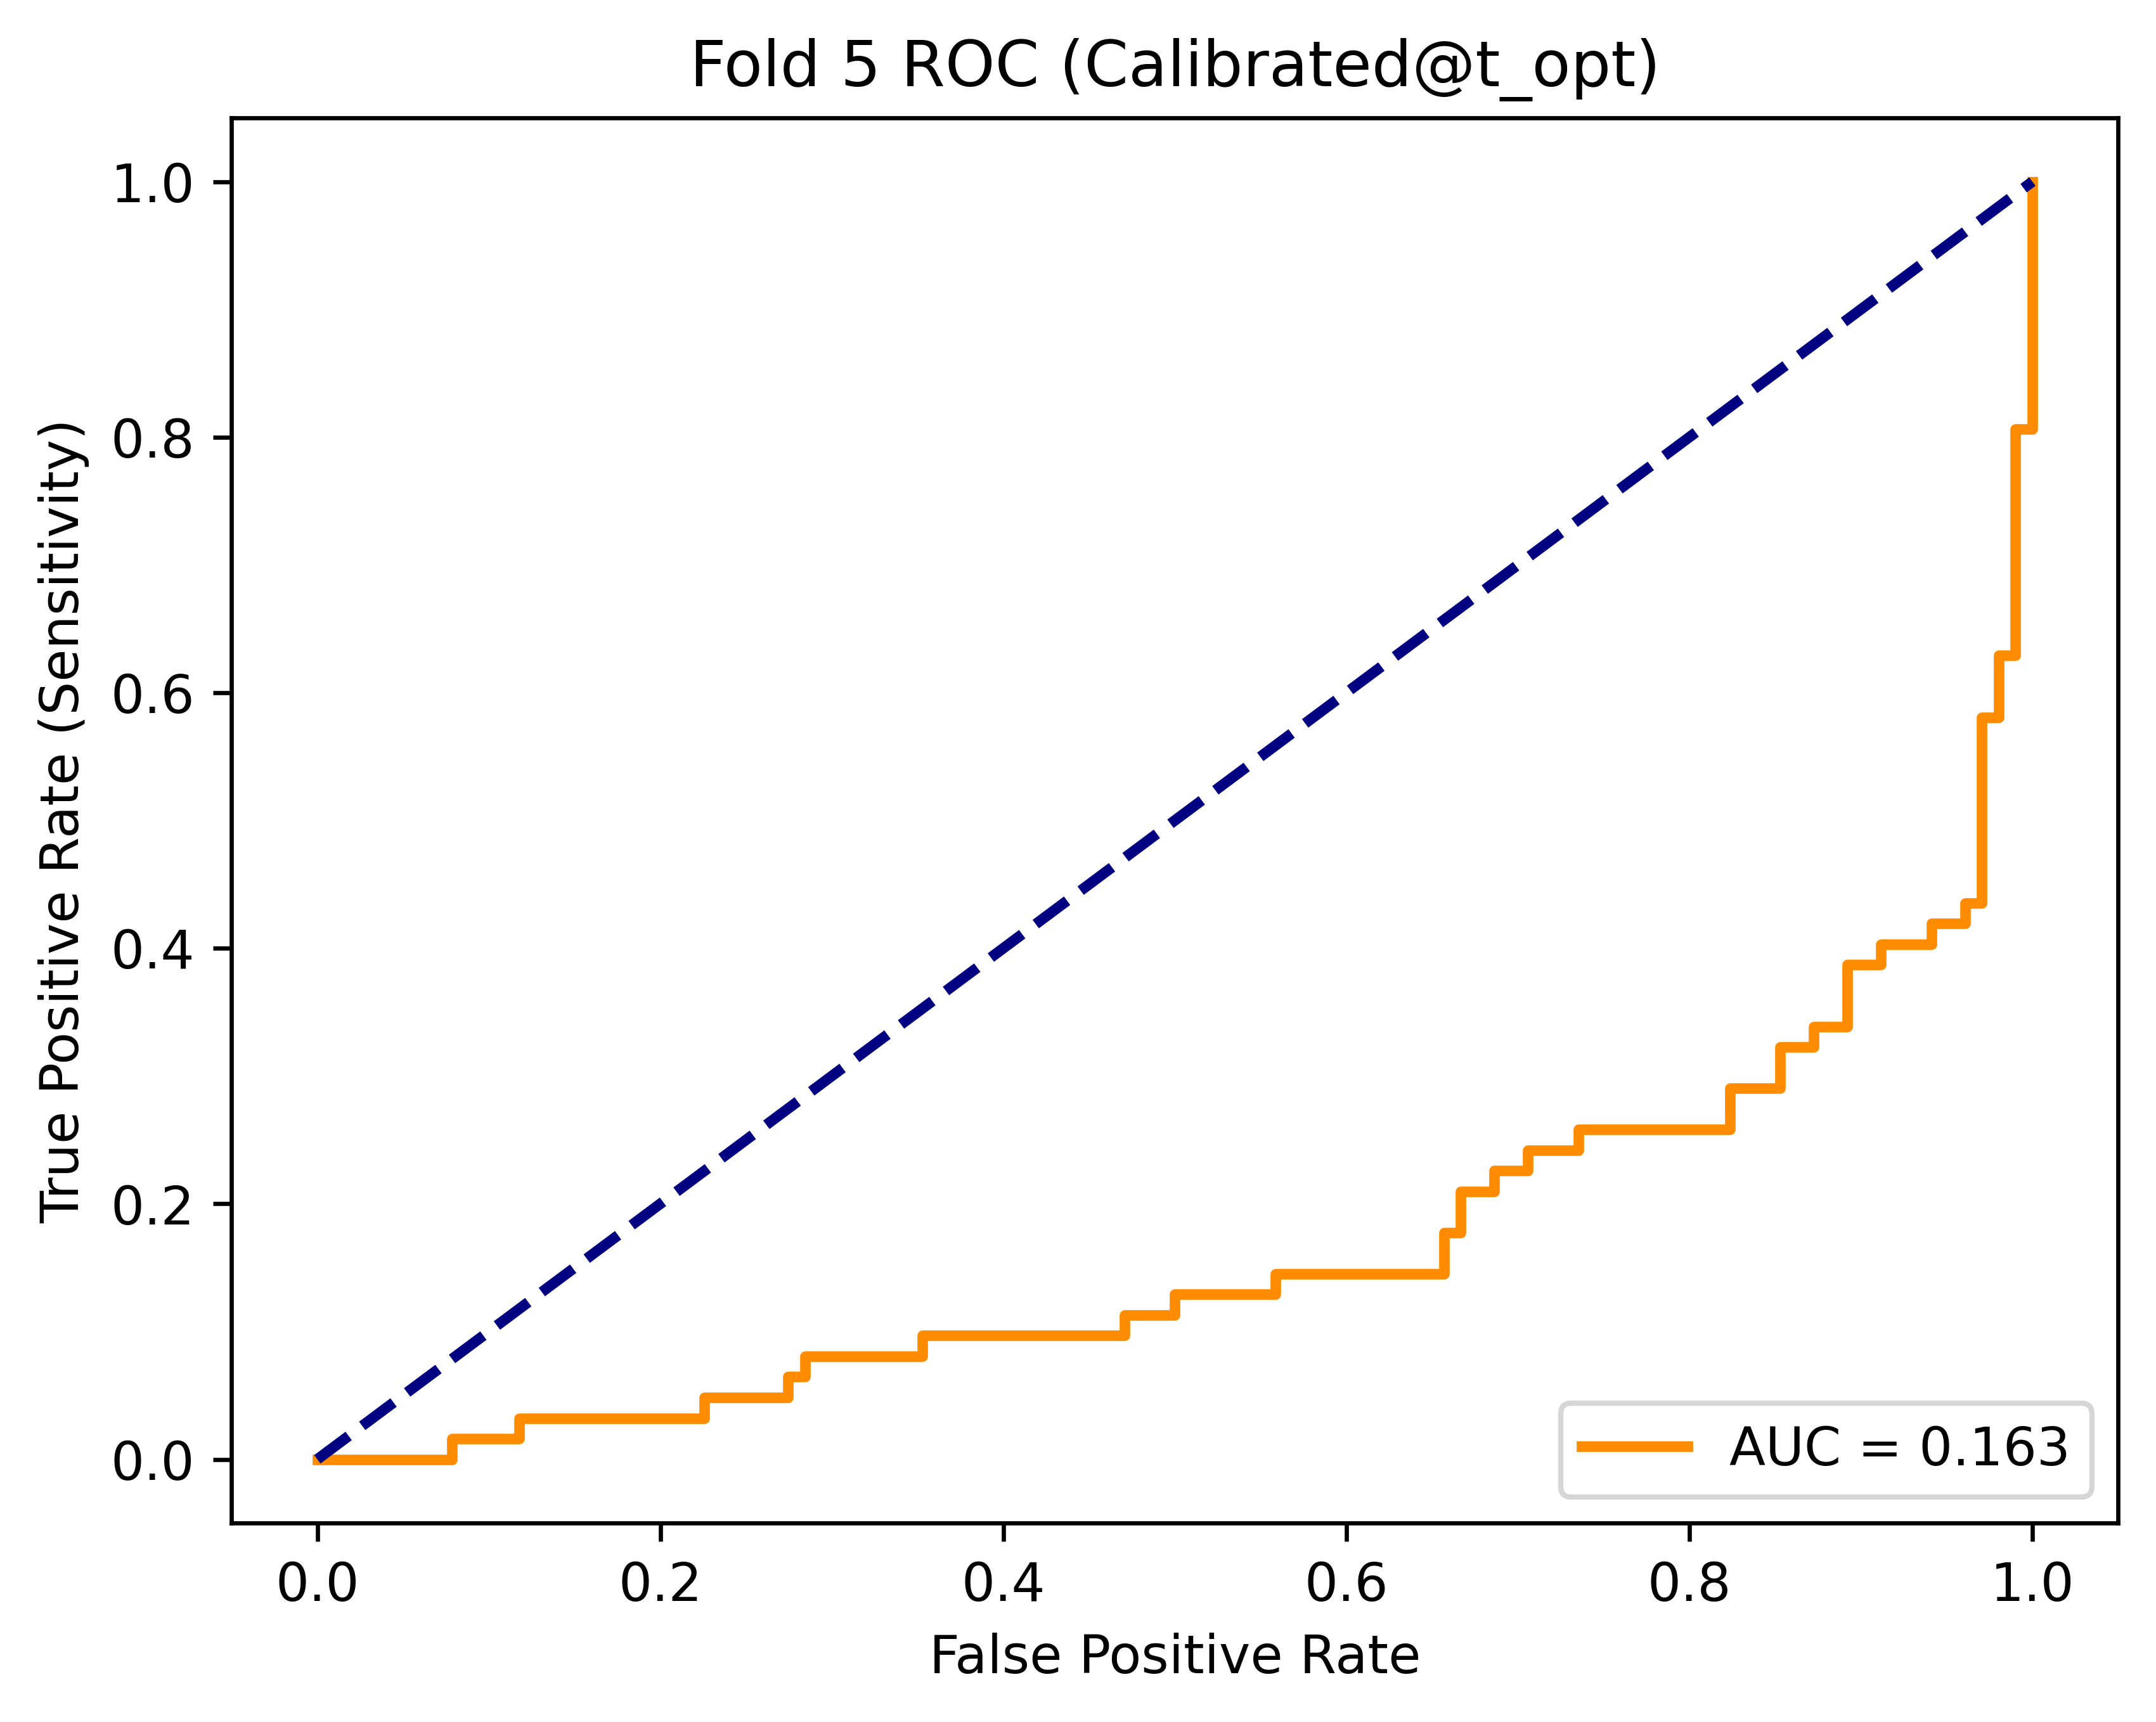 Fold 5 ROC (Calibrated@t_opt)
True Positive Rate (Sensitivity)
1.0
0.8
0.6
0.4
0.2
0.0
AUC = 0.163
0.0 0.2 0.4 0.6 0.8 1.0
False Positive Rate